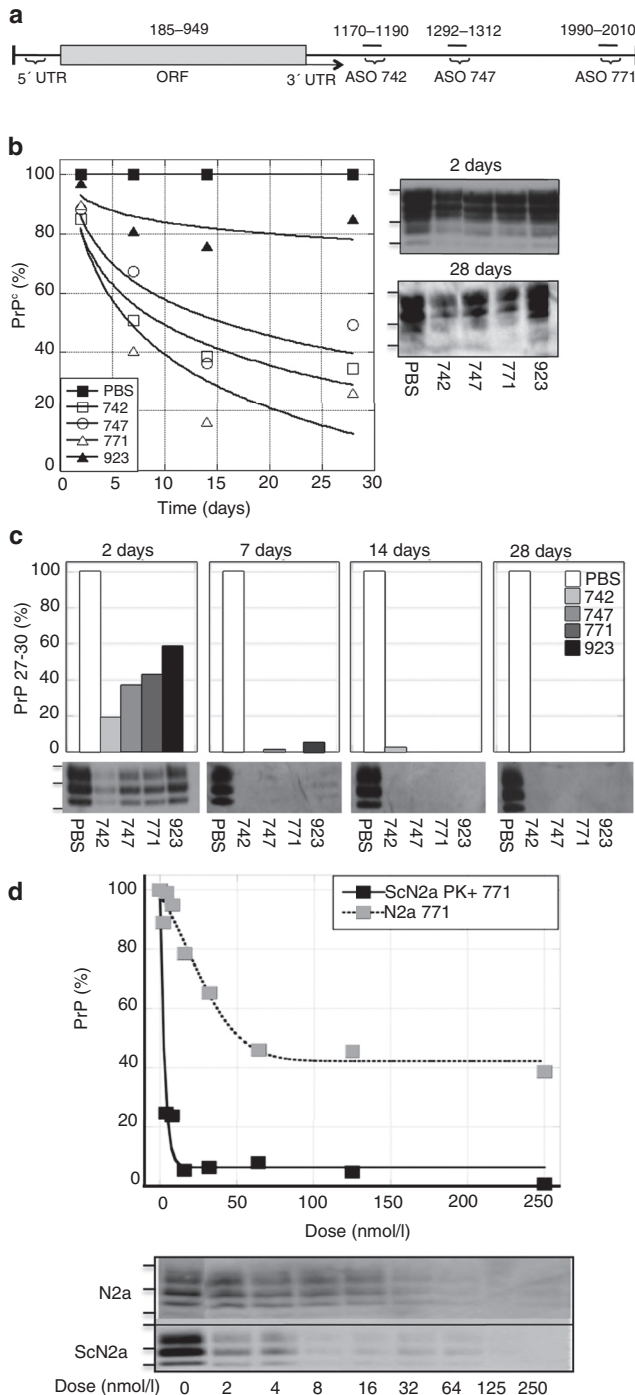 a
185–949
1170–1190
1292–1312
1990–2010
5´ UTR
ORF
3´ UTR
ASO 742
ASO 747
ASO 771
b
100
80
60
40
20
0
PrPᶜ (%)
PBS
742
747
771
923
0
5
10
15
20
25
30
Time (days)
2 days
28 days
PBS
742
747
771
923
c
2 days
7 days
14 days
28 days
100
80
60
40
20
0
PrP 27-30 (%)
PBS
742
747
771
923
PBS
742
747
771
923
PBS
742
747
771
923
PBS
742
747
771
923
PBS
742
747
771
923
d
100
80
60
40
20
0
PrP (%)
ScN2a PK+ 771
N2a 771
0
50
100
150
200
250
Dose (nmol/l)
N2a
ScN2a
Dose (nmol/l) 0 2 4 8 16 32 64 125 250